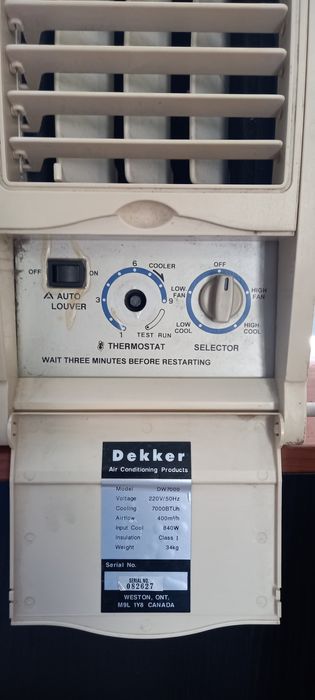 OFF
ON
AUTO
LOUVER
6
COOLER
3
9
1
TEST RUN
THERMOSTAT
OFF
LOW
FAN
HIGH
FAN
LOW
COOL
HIGH
COOL
SELECTOR
WAIT THREE MINUTES BEFORE RESTARTING
Dekker
Air Conditioning Products
Model DW7000
Voltage 220V/50Hz
Cooling 7000BTUh
Airflow 400m³/h
Input Cool 840W
Insulation Class I
Weight 34kg
Serial No.
SERIAL NO.
082627
WESTON, ONT.
M9L 1Y8 CANADA